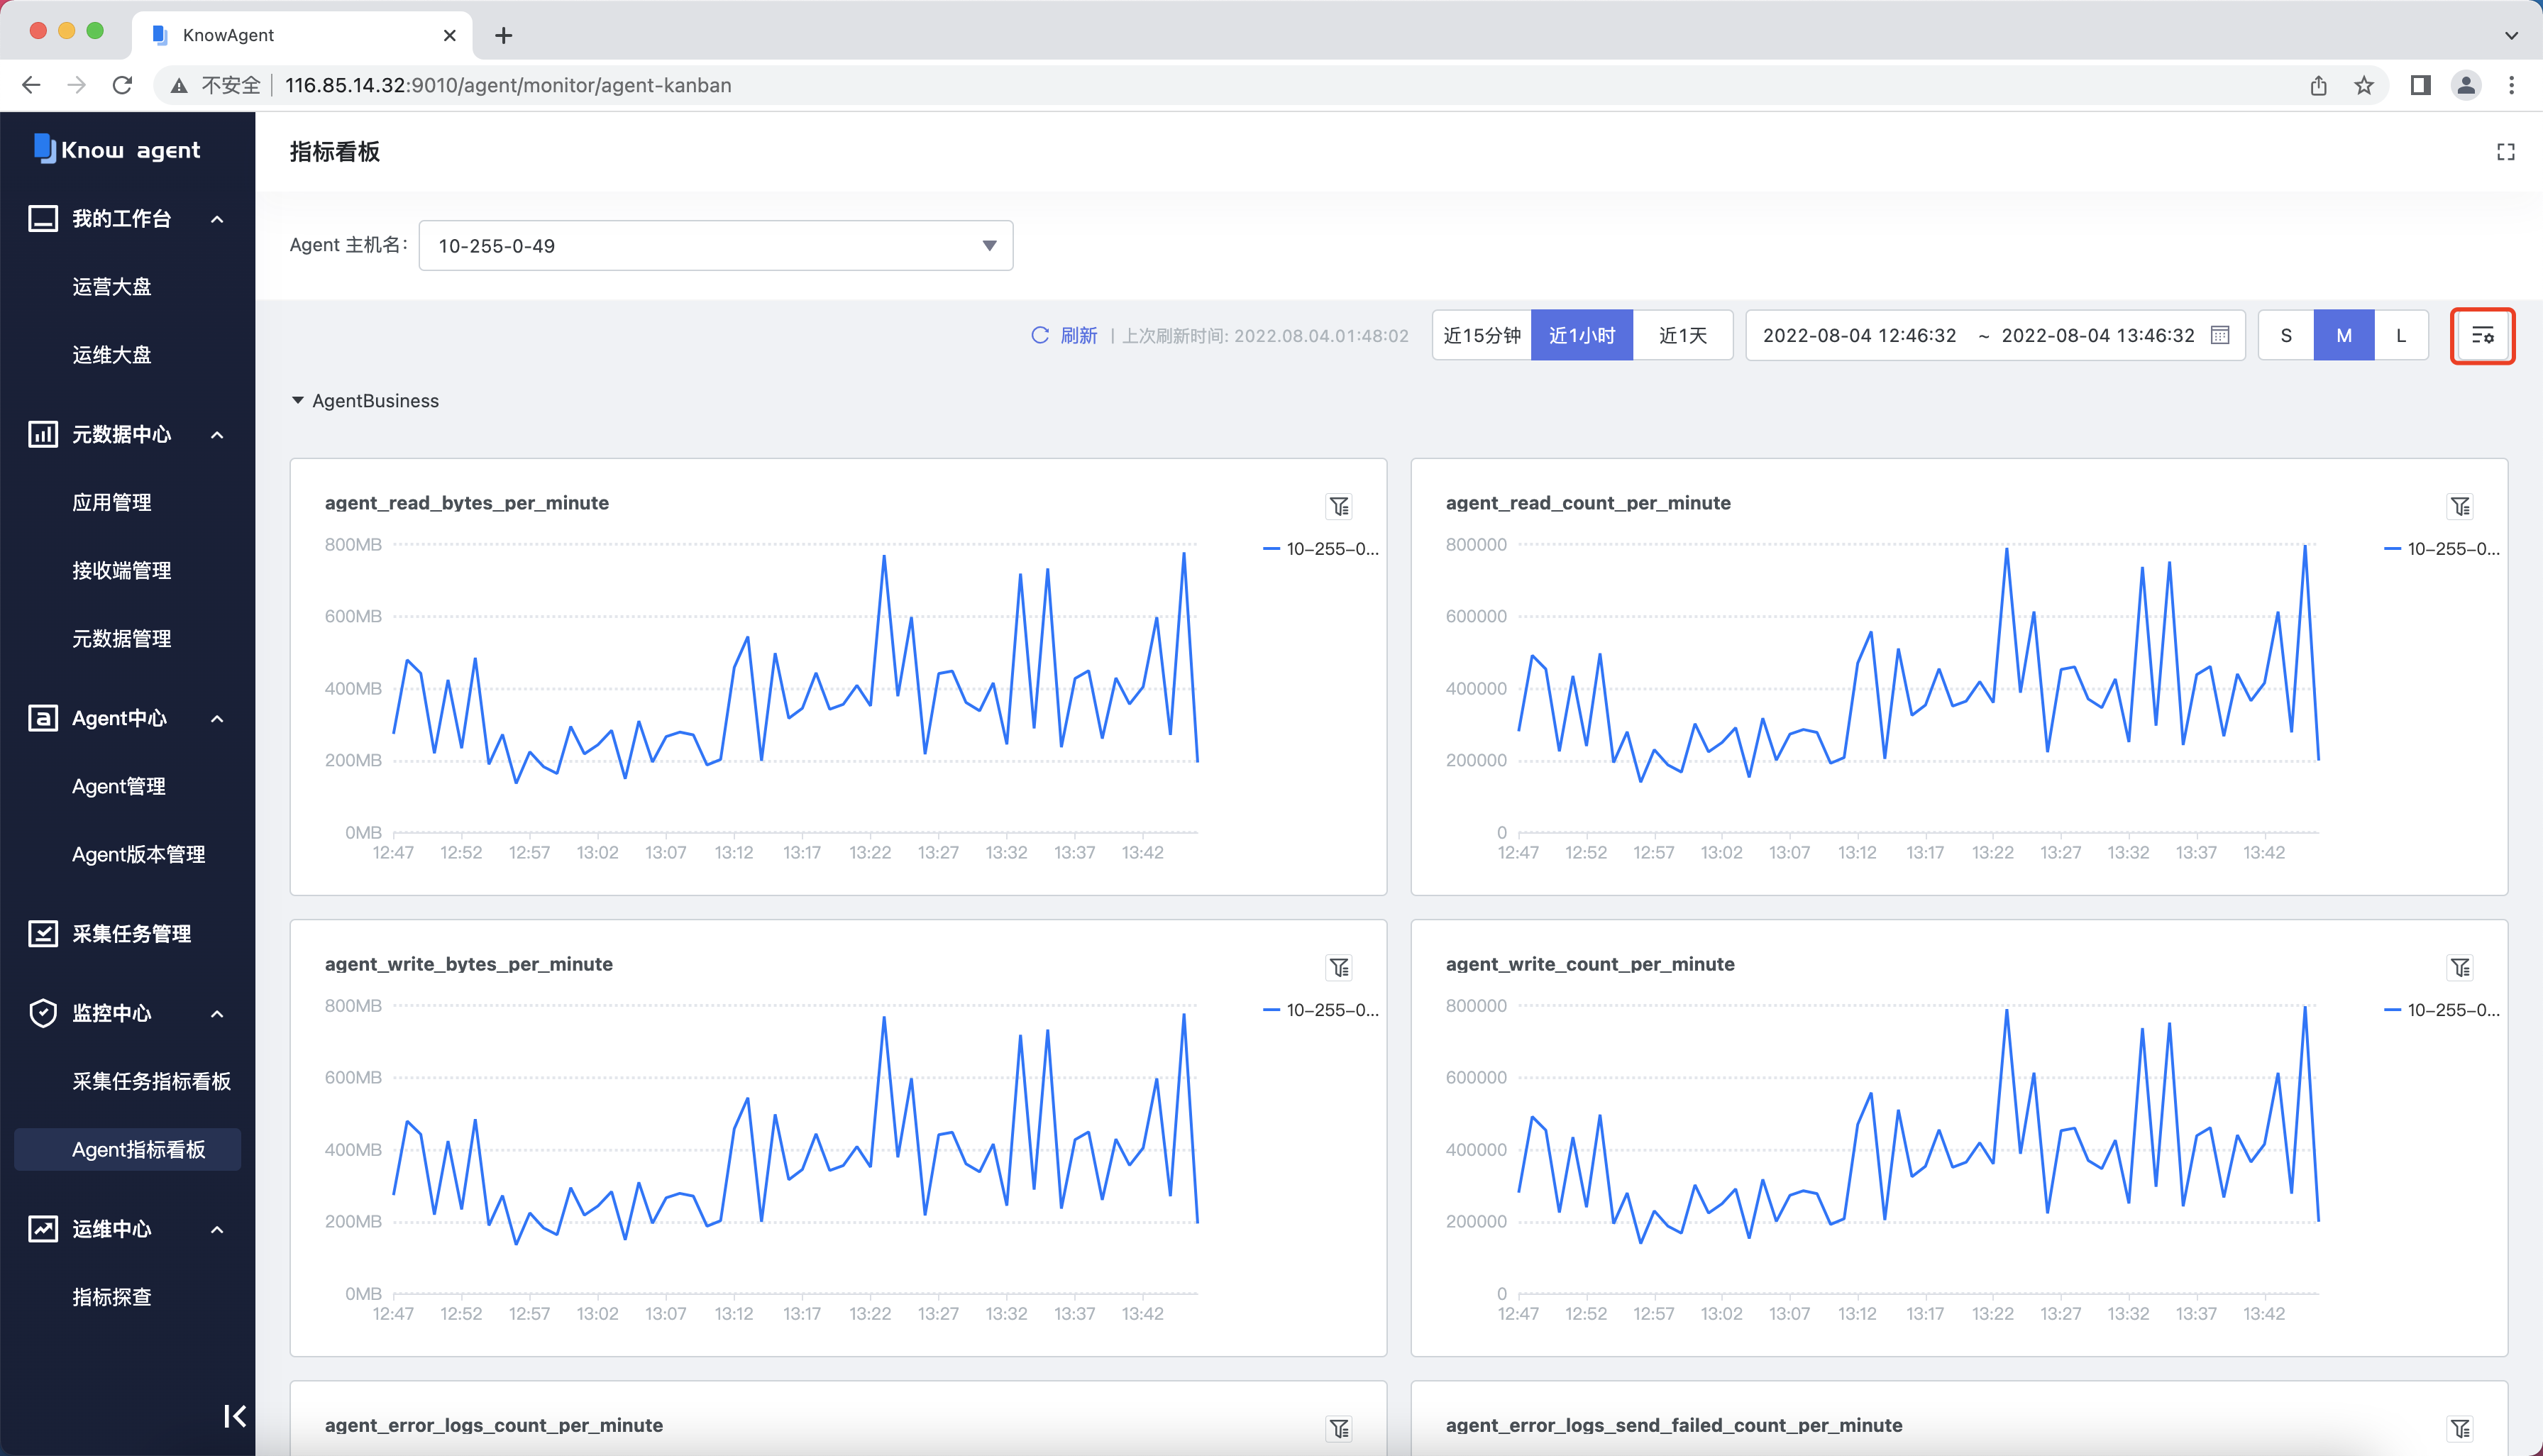 KnowAgent
不安全 116.85.14.32:9010/agent/monitor/agent-kanban
Know agent
我的工作台
运营大盘
运维大盘
元数据中心
应用管理
接收端管理
元数据管理
Agent中心
Agent管理
Agent版本管理
采集任务管理
监控中心
采集任务指标看板
Agent指标看板
运维中心
指标探查
指标看板
Agent 主机名: 10-255-0-49
刷新 | 上次刷新时间: 2022.08.04.01:48:02 近15分钟 近1小时 近1天 2022-08-04 12:46:32 ~ 2022-08-04 13:46:32 S M L
AgentBusiness
agent_read_bytes_per_minute
10-255-0...
800MB
600MB
400MB
200MB
0MB
12:47 12:52 12:57 13:02 13:07 13:12 13:17 13:22 13:27 13:32 13:37 13:42
agent_read_count_per_minute
10-255-0...
800000
600000
400000
200000
0
12:47 12:52 12:57 13:02 13:07 13:12 13:17 13:22 13:27 13:32 13:37 13:42
agent_write_bytes_per_minute
10-255-0...
800MB
600MB
400MB
200MB
0MB
12:47 12:52 12:57 13:02 13:07 13:12 13:17 13:22 13:27 13:32 13:37 13:42
agent_write_count_per_minute
10-255-0...
800000
600000
400000
200000
0
12:47 12:52 12:57 13:02 13:07 13:12 13:17 13:22 13:27 13:32 13:37 13:42
agent_error_logs_count_per_minute
agent_error_logs_send_failed_count_per_minute